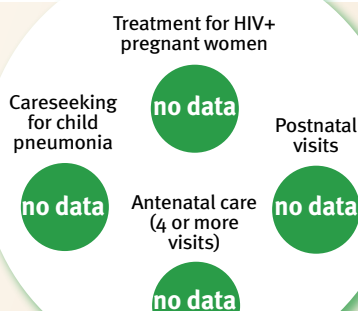 Treatment for HIV+
pregnant women
no data
Careseeking
for child
pneumonia
no data
Postnatal
visits
no data
Antenatal care
(4 or more
visits)
no data